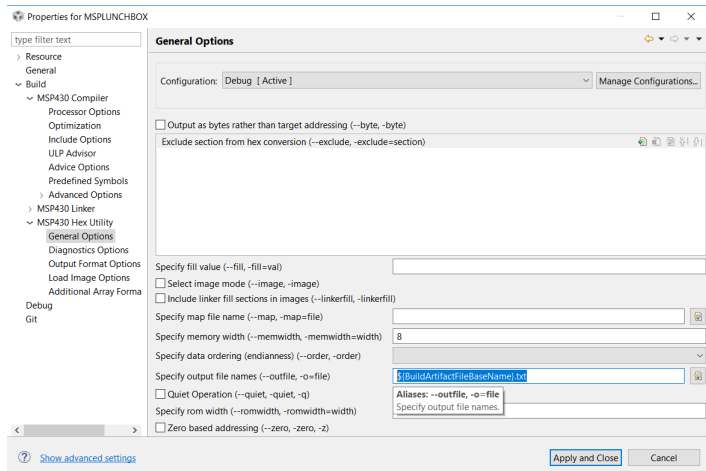 Properties for MSPLUNCHBOX
type filter text
Resource
General
Build
MSP430 Compiler
Processor Options
Optimization
Include Options
ULP Advisor
Advice Options
Predefined Symbols
Advanced Options
MSP430 Linker
MSP430 Hex Utility
General Options
Diagnostics Options
Output Format Options
Load Image Options
Additional Array Forma
Debug
Git
General Options
Configuration: Debug [ Active ] Manage Configurations...
Output as bytes rather than target addressing (--byte, -byte)
Exclude section from hex conversion (--exclude, -exclude=section)
Specify fill value (--fill, -fill=val)
Select image mode (--image, -image)
Include linker fill sections in images (--linkerfill, -linkerfill)
Specify map file name (--map, -map=file)
Specify memory width (--memwidth, -memwidth=width) 8
Specify data ordering (endianness) (--order, -order)
Specify output file names (--outfile, -o=file) ${BuildArtifactFileBaseName}.txt
Quiet Operation (--quiet, -quiet, -q) Aliases: --outfile, -o=file
Specify output file names.
Specify rom width (--romwidth, -romwidth=width)
Zero based addressing (--zero, -zero, -z)
Show advanced settings Apply and Close Cancel